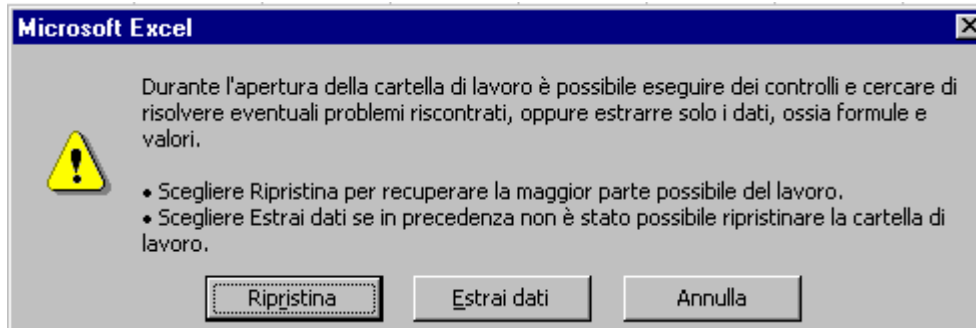 Microsoft Excel
Durante l'apertura della cartella di lavoro è possibile eseguire dei controlli e cercare di
risolvere eventuali problemi riscontrati, oppure estrarre solo i dati, ossia formule e
valori.
• Scegliere Ripristina per recuperare la maggior parte possibile del lavoro.
• Scegliere Estrai dati se in precedenza non è stato possibile ripristinare la cartella di
lavoro.
Ripristina Estrai dati Annulla